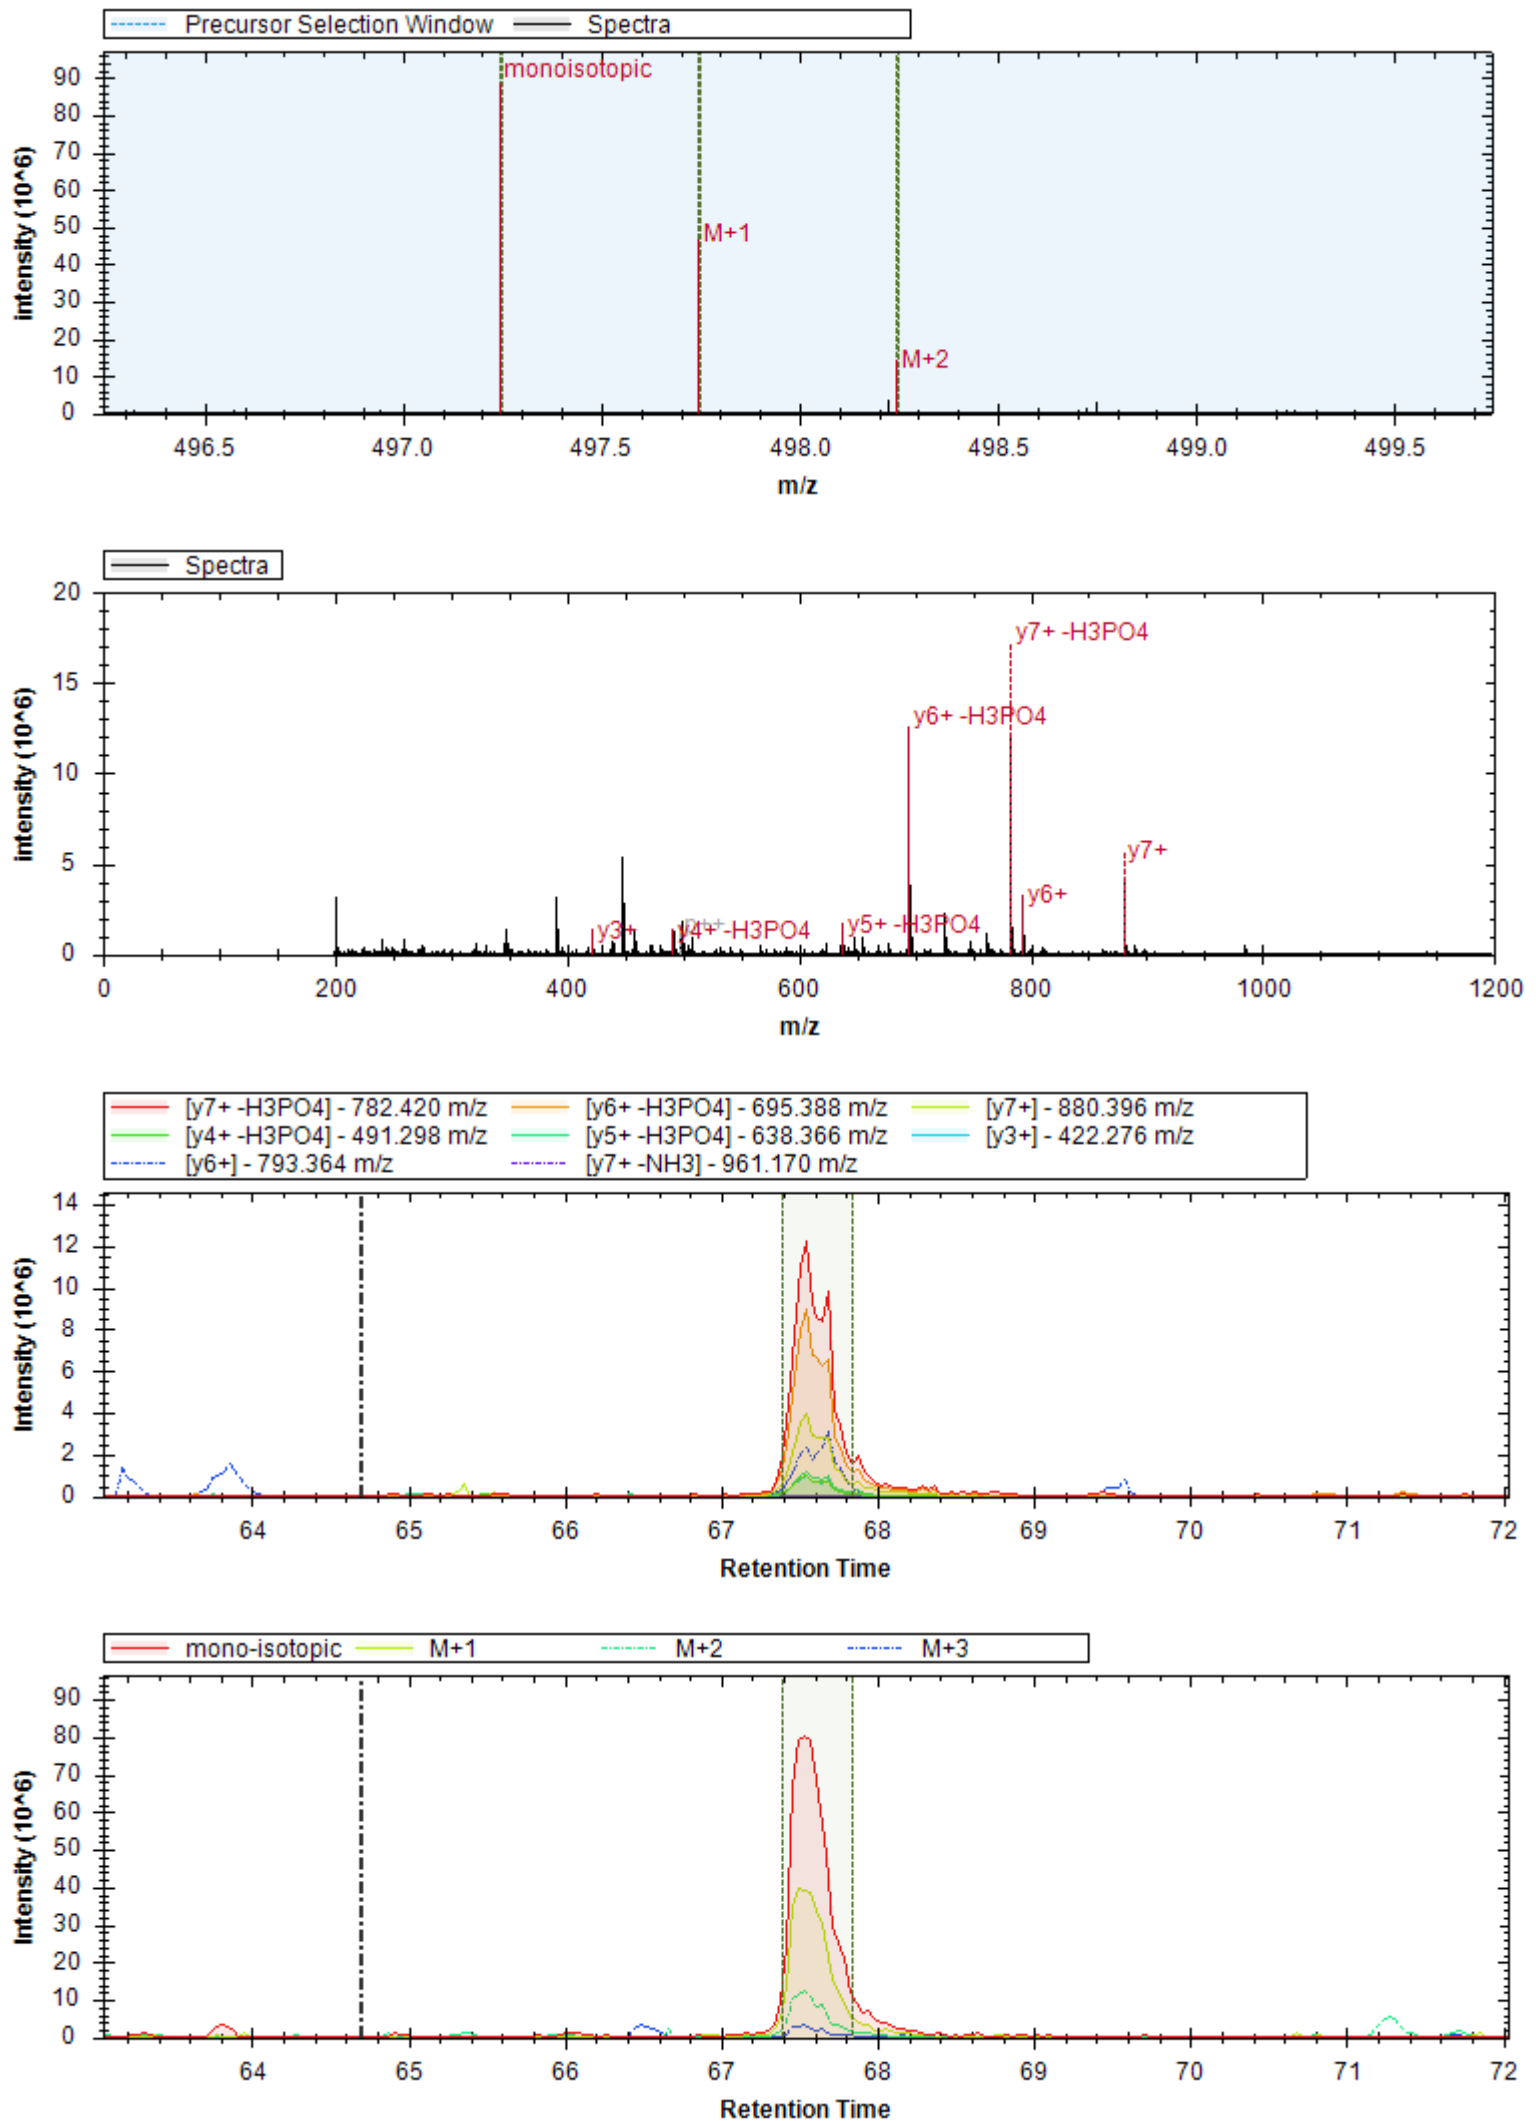 Precursor Selection Window Spectra
monoisotopic
M+1
M+2
intensity (10^6)
90
80
70
60
50
40
30
20
10
0
496.5 497.0 497.5 498.0 498.5 499.0 499.5
m/z
Spectra
y7+ -H3PO4
y6+ -H3PO4
y7+
y6+
y3+
p++
y4+ -H3PO4
y5+ -H3PO4
intensity (10^6)
20
15
10
5
0
0 200 400 600 800 1000 1200
m/z
[y7+ -H3PO4] - 782.420 m/z [y6+ -H3PO4] - 695.388 m/z [y7+] - 880.396 m/z
[y4+ -H3PO4] - 491.298 m/z [y5+ -H3PO4] - 638.366 m/z [y3+] - 422.276 m/z
[y6+] - 793.364 m/z [y7+ -NH3] - 961.170 m/z
Intensity (10^6)
14
12
10
8
6
4
2
0
64 65 66 67 68 69 70 71 72
Retention Time
mono-isotopic M+1 M+2 M+3
Intensity (10^6)
90
80
70
60
50
40
30
20
10
0
64 65 66 67 68 69 70 71 72
Retention Time